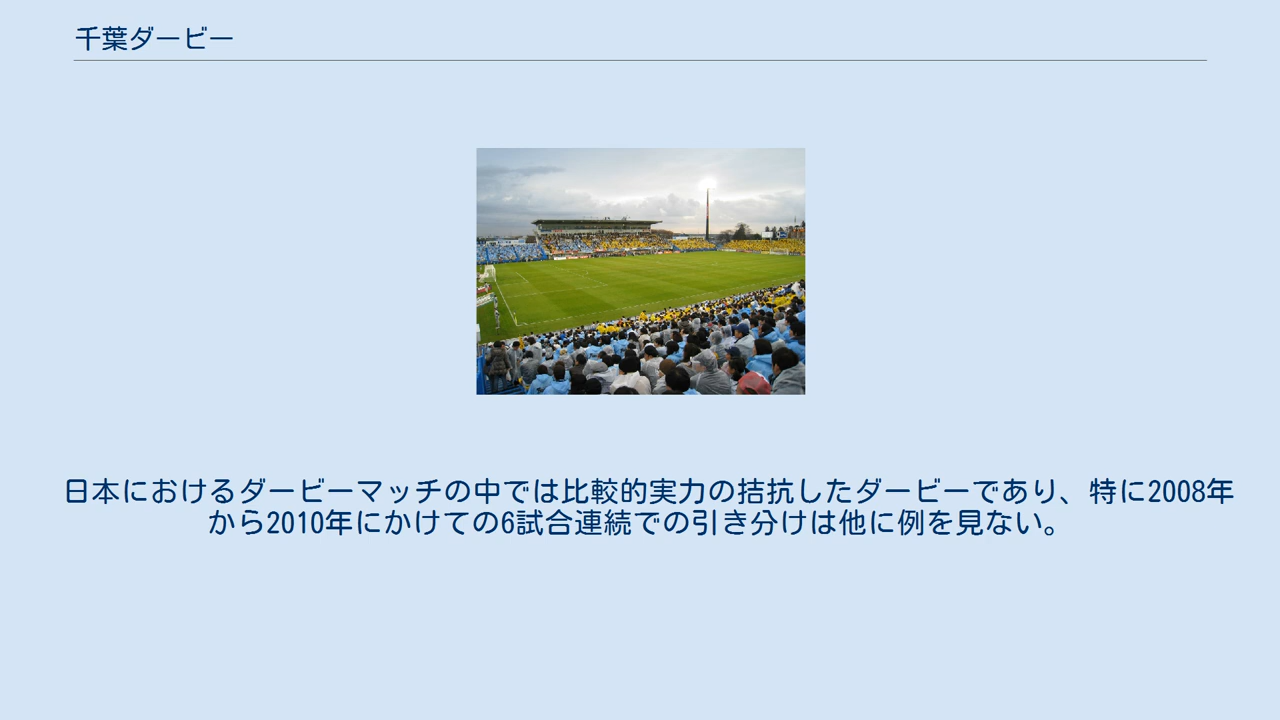 千葉ダービー
日本におけるダービーマッチの中では比較的実力の拮抗したダービーであり、特に2008年
から2010年にかけての6試合連続での引き分けは他に例を見ない。